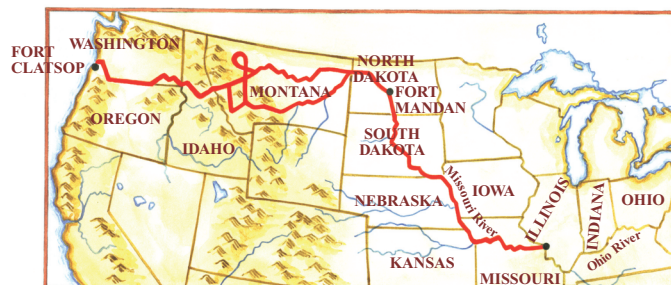 WASHINGTON
FORT
CLATSOP
OREGON
IDAHO
MONTANA
NORTH
DAKOTA
FORT
MANDAN
SOUTH
DAKOTA
NEBRASKA
IOWA
Missouri River
KANSAS
MISSOURI
ILLINOIS
INDIANA
OHIO
Ohio River